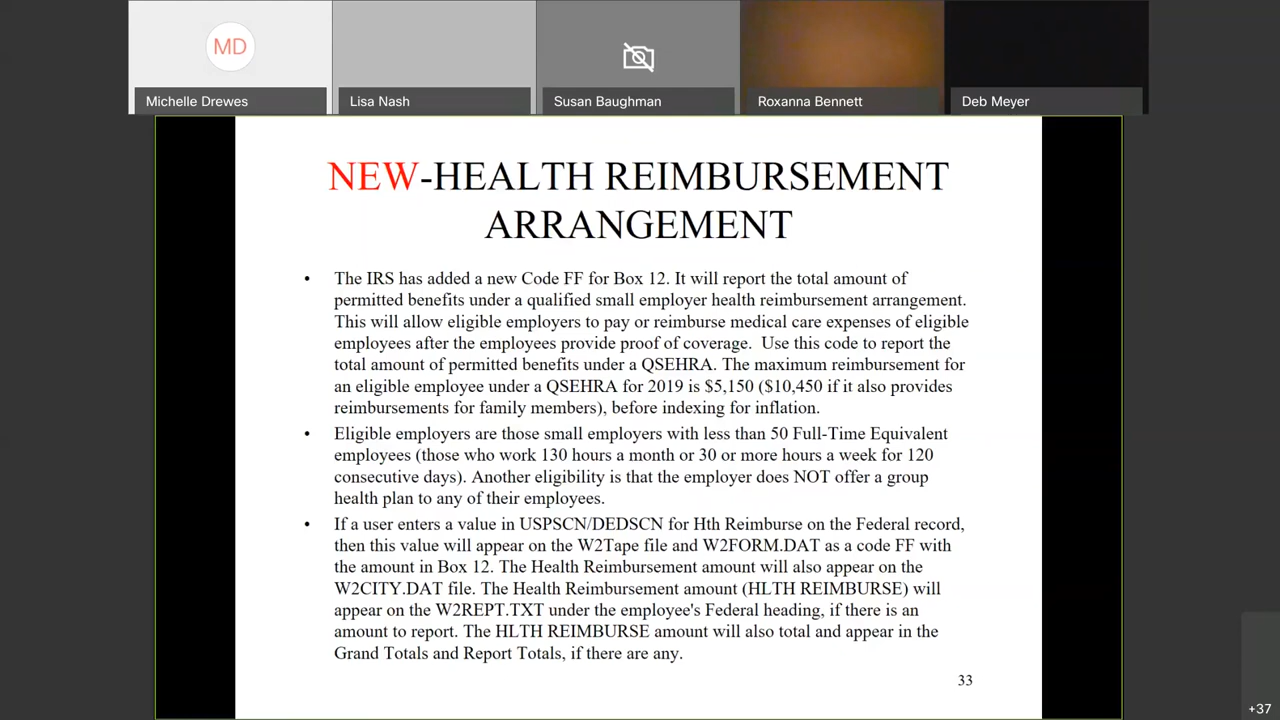 MD
Michelle Drewes
Lisa Nash
Susan Baughman
Roxanna Bennett
Deb Meyer
NEW-HEALTH REIMBURSEMENT
ARRANGEMENT
• The IRS has added a new Code FF for Box 12. It will report the total amount of
permitted benefits under a qualified small employer health reimbursement arrangement.
This will allow eligible employers to pay or reimburse medical care expenses of eligible
employees after the employees provide proof of coverage.  Use this code to report the
total amount of permitted benefits under a QSEHRA. The maximum reimbursement for
an eligible employee under a QSEHRA for 2019 is $5,150 ($10,450 if it also provides
reimbursements for family members), before indexing for inflation.
• Eligible employers are those small employers with less than 50 Full-Time Equivalent
employees (those who work 130 hours a month or 30 or more hours a week for 120
consecutive days). Another eligibility is that the employer does NOT offer a group
health plan to any of their employees.
• If a user enters a value in USPSCN/DEDSCN for Hth Reimburse on the Federal record,
then this value will appear on the W2Tape file and W2FORM.DAT as a code FF with
the amount in Box 12. The Health Reimbursement amount will also appear on the
W2CITY.DAT file. The Health Reimbursement amount (HLTH REIMBURSE) will
appear on the W2REPT.TXT under the employee's Federal heading, if there is an
amount to report. The HLTH REIMBURSE amount will also total and appear in the
Grand Totals and Report Totals, if there are any.
33
+37